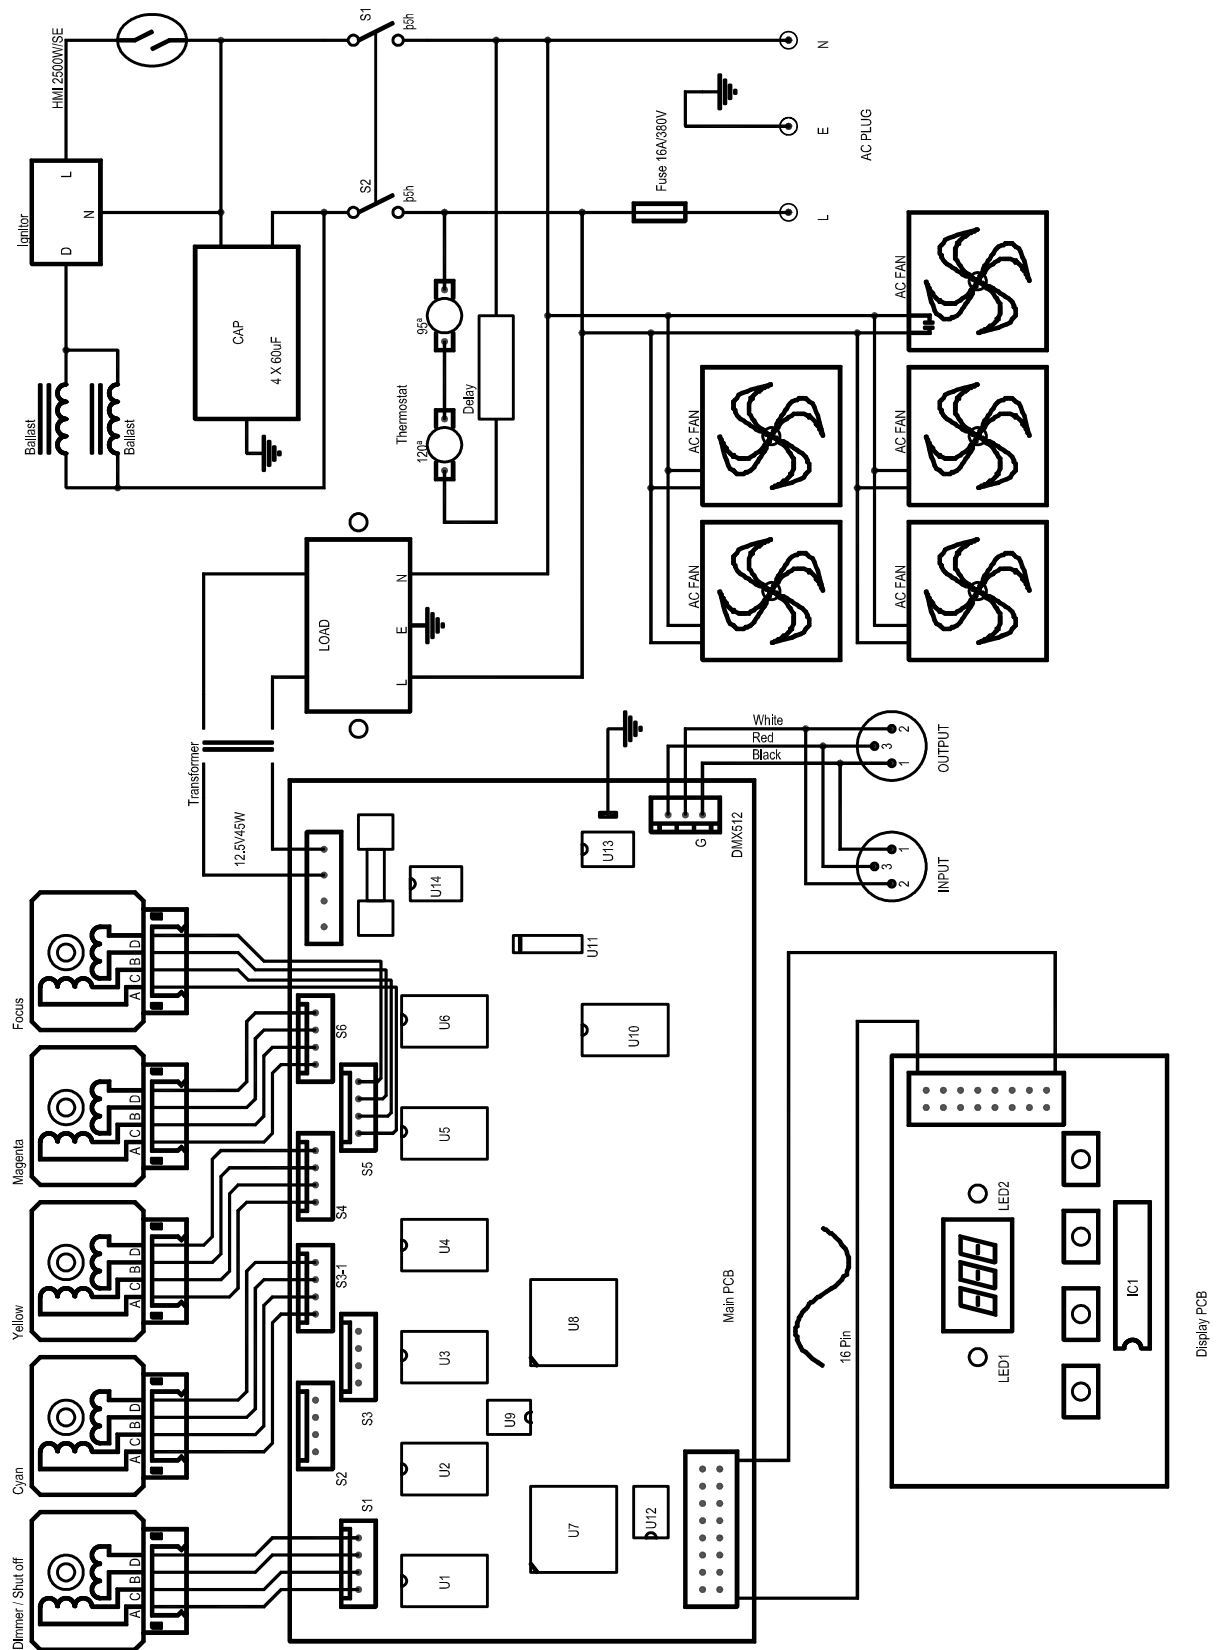 Dimmer / Shut off
A C B D
Cyan
A C B D
Yellow
A C B D
Magenta
A C B D
Focus
A C B D
S1
S2
S3
S3-1
S4
S5
S6
U1
U2
U3
U4
U5
U6
U7
U8
U9
U10
U11
U12
U13
U14
Main PCB
12.5V45W
Transformer
LOAD
L
E
N
G
DMX512
White
Red
Black
INPUT
2
3
1
OUTPUT
1
3
2
16 Pin
LED1
LED2
IC1
Display PCB
Ballast
Ballast
Ignitor
D
N
L
HMI 2500W/SE
CAP
4 X 60uF
S1
b5h
S2
b5h
Thermostat
120ª
95ª
Delay
Fuse 16A/380V
L
E
N
AC PLUG
AC FAN
AC FAN
AC FAN
AC FAN
AC FAN